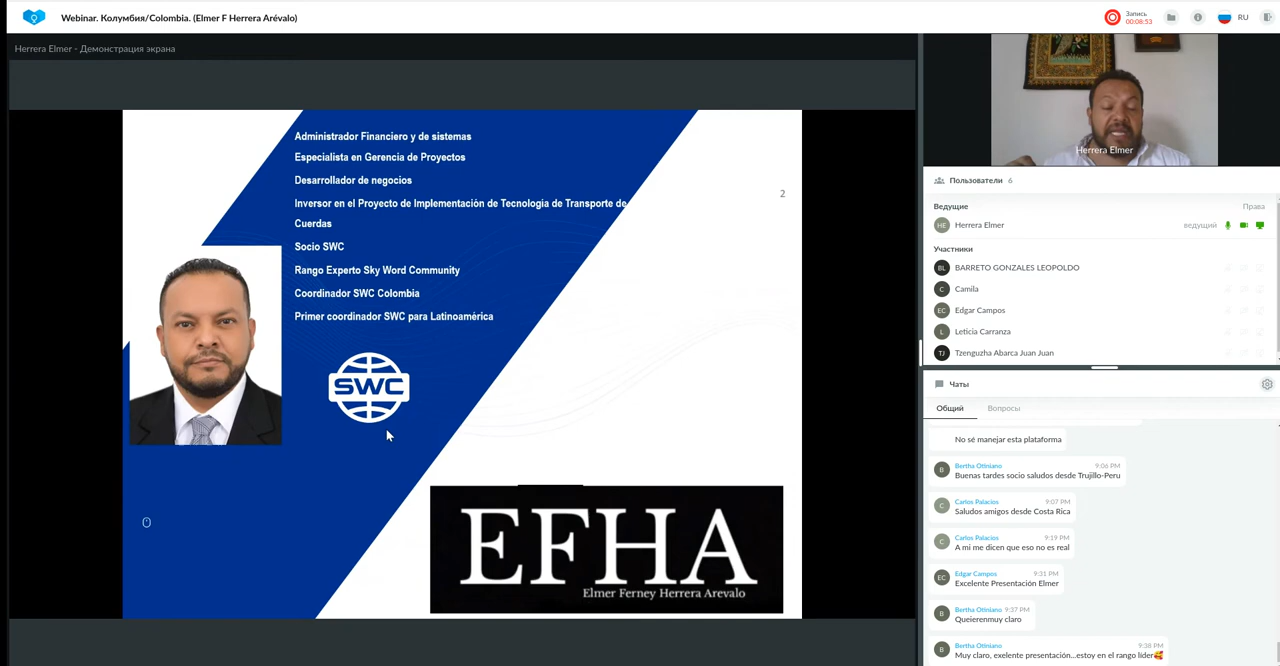 Webinar. Колумбия/Colombia. (Elmer F Herrera Arévalo)
Запись
00:08:53
RU
Herrera Elmer - Демонстрация экрана
Administrador Financiero y de sistemas
Especialista en Gerencia de Proyectos
Desarrollador de negocios
Inversor en el Proyecto de Implementación de Tecnologia de Transporte de
Cuerdas
Socio SWC
Rango Experto Sky Word Community
Coordinador SWC Colombia
Primer coordinador SWC para Latinoamérica
2
SWC
EFHA
Elmer Ferney Herrera Arevalo
Herrera Elmer
Пользователи 6
Ведущие Права
HE Herrera Elmer ведущий
Участники
BL BARRETO GONZALES LEOPOLDO
C Camila
EC Edgar Campos
L Leticia Carranza
TJ Tzenguzha Abarca Juan Juan
Чаты
Общий Вопросы
No sé manejar esta plataforma
B Bertha Otiniano 9:06 PM
Buenas tardes socio saludos desde Trujillo-Peru
C Carlos Palacios 9:07 PM
Saludos amigos desde Costa Rica
C Carlos Palacios 9:19 PM
A mi me dicen que eso no es real
EC Edgar Campos 9:31 PM
Excelente Presentación Elmer
B Bertha Otiniano 9:37 PM
Queierenmuy claro
B Bertha Otiniano 9:38 PM
Muy claro, exelente presentación...estoy en el rango líder🥰